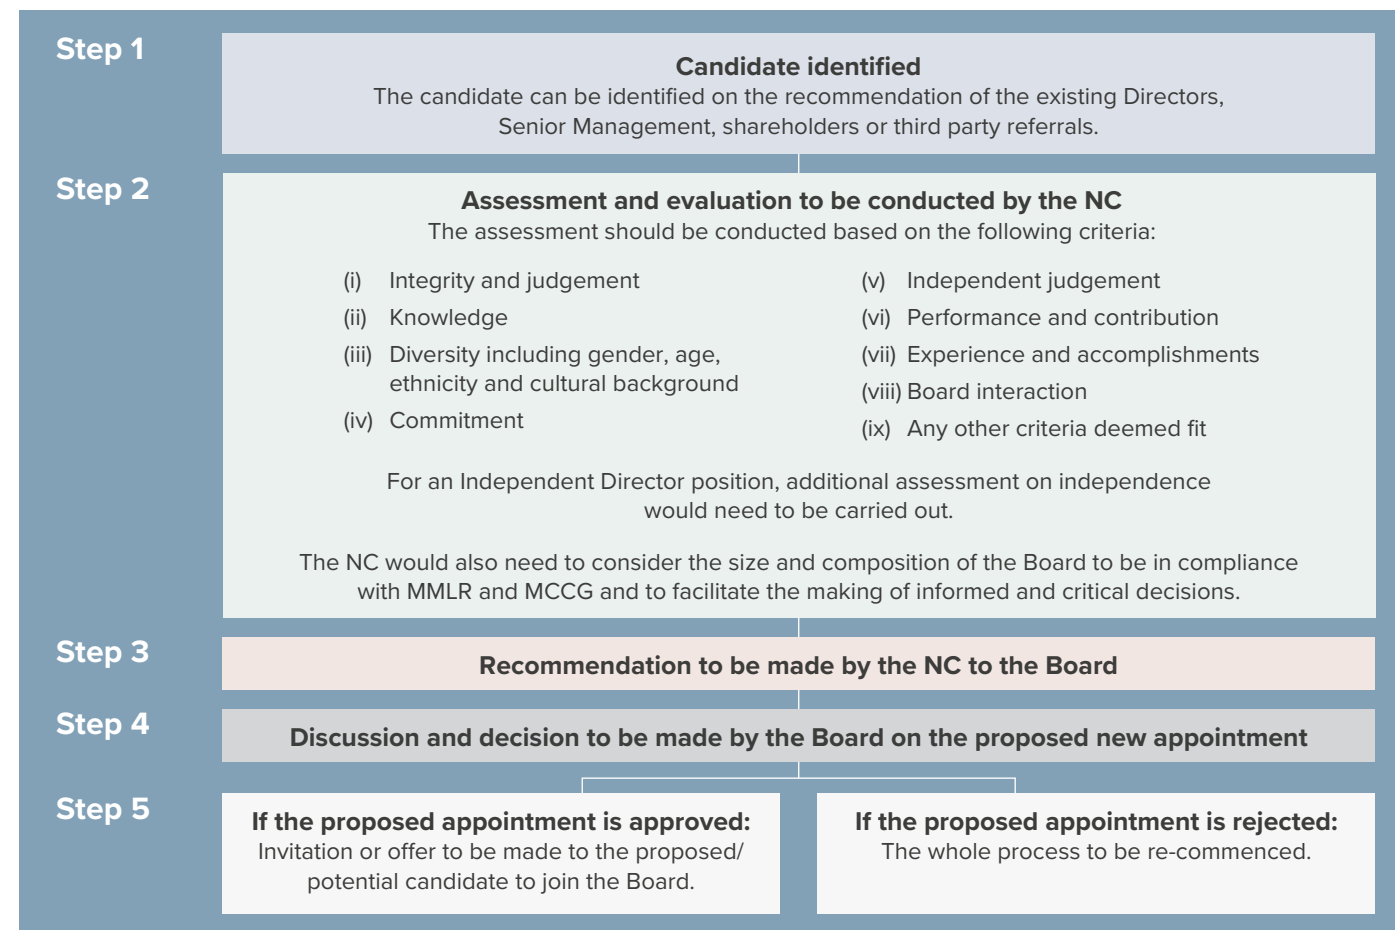 Step 1
Candidate identified
The candidate can be identified on the recommendation of the existing Directors,
Senior Management, shareholders or third party referrals.
Step 2
Assessment and evaluation to be conducted by the NC
The assessment should be conducted based on the following criteria:
(i) Integrity and judgement
(ii) Knowledge
(iii) Diversity including gender, age,
ethnicity and cultural background
(iv) Commitment
(v) Independent judgement
(vi) Performance and contribution
(vii) Experience and accomplishments
(viii) Board interaction
(ix) Any other criteria deemed fit
For an Independent Director position, additional assessment on independence
would need to be carried out.
The NC would also need to consider the size and composition of the Board to be in compliance
with MMLR and MCCG and to facilitate the making of informed and critical decisions.
Step 3
Recommendation to be made by the NC to the Board
Step 4
Discussion and decision to be made by the Board on the proposed new appointment
Step 5
If the proposed appointment is approved:
Invitation or offer to be made to the proposed/
potential candidate to join the Board.
If the proposed appointment is rejected:
The whole process to be re-commenced.